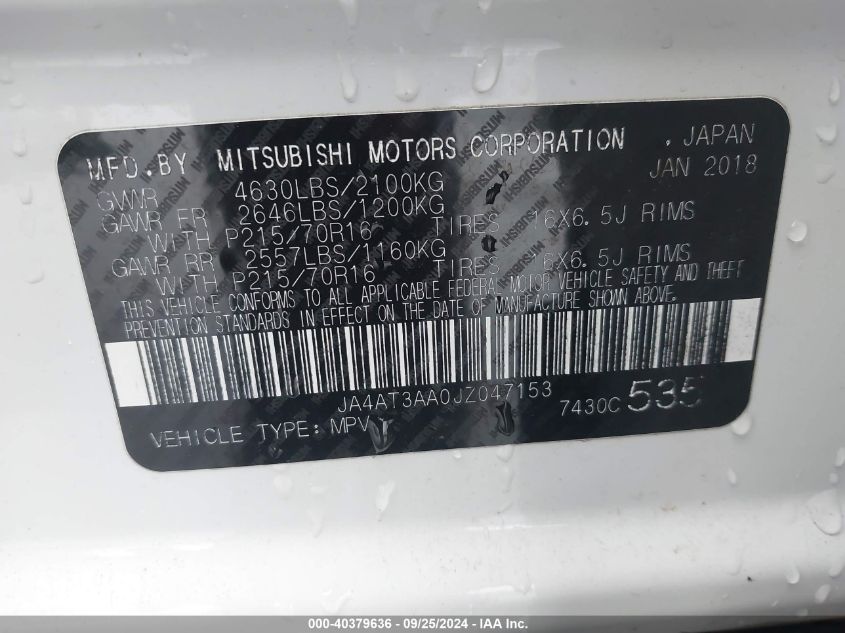 MFD.BY MITSUBISHI MOTORS CORPORATION , JAPAN
JAN 2018
GVWR 4630LBS/2100KG
GAWR FR 2646LBS/1200KG
WITH P215/70R16 TIRES 16X6.5J RIMS
GAWR RR 2557LBS/1160KG
WITH P215/70R16 TIRES 16X6.5J RIMS
THIS VEHICLE CONFORMS TO ALL APPLICABLE FEDERAL MOTOR VEHICLE SAFETY AND THEFT
PREVENTION STANDARDS IN EFFECT ON THE DATE OF MANUFACTURE SHOWN ABOVE.
JA4AT3AA0JZ047153
7430C 535
VEHICLE TYPE: MPV
000-40379636 - 09/25/2024 - IAA Inc.